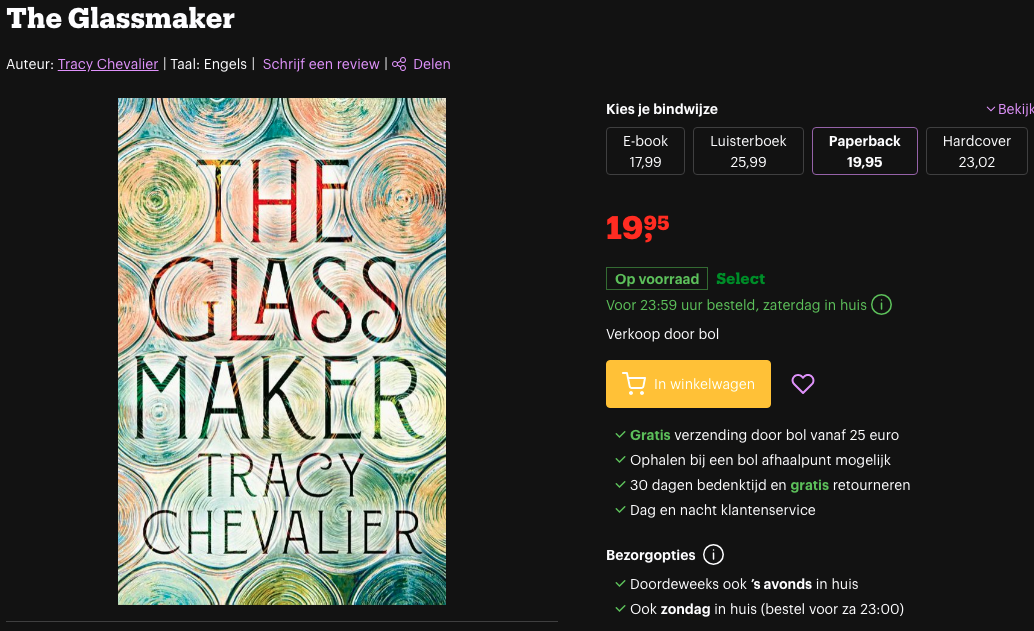 The Glassmaker
Auteur: Tracy Chevalier | Taal: Engels | Schrijf een review | Delen
THE
GLASS
MAKER
TRACY
CHEVALIER
Kies je bindwijze
Bekijk
E-book
17,99
Luisterboek
25,99
Paperback
19,95
Hardcover
23,02
19,95
Op voorraad Select
Voor 23:59 uur besteld, zaterdag in huis
Verkoop door bol
In winkelwagen
Gratis verzending door bol vanaf 25 euro
Ophalen bij een bol afhaalpunt mogelijk
30 dagen bedenktijd en gratis retourneren
Dag en nacht klantenservice
Bezorgopties
Doordeweeks ook 's avonds in huis
Ook zondag in huis (bestel voor za 23:00)